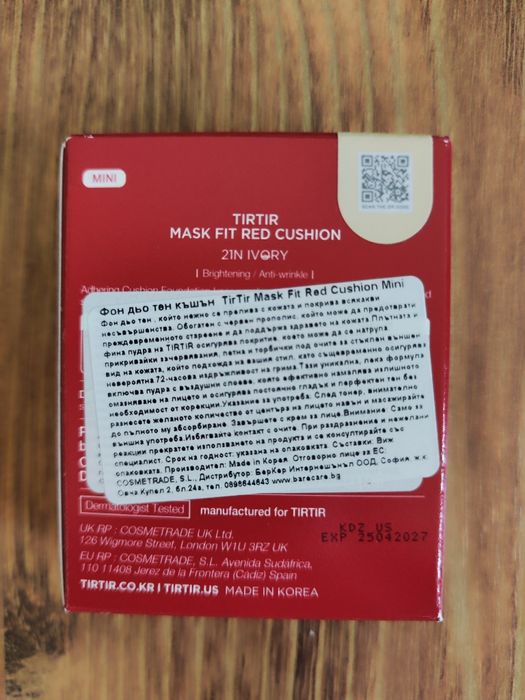 MINI
SCAN THE QR CODE
TIRTIR
MASK FIT RED CUSHION
21N IVORY
| Brightening / Anti-wrinkle |
Фон дьо тен къшън TirTir Mask Fit Red Cushion Mini
Фон дьо тен , който нежно се прелива с кожата и покрива всякакви
несъвършенства. Обогатен с червен прополис, който може да предотврати
преждевременното стареене и да поддържа здравето на кожата.Плътната и
фина пудра на TIRTIR осигурява покритие, което може да се натрупа
прикривайки зачервявания, петна и торбички под очите за стъклен външен
вид на кожата, който подхожда на вашия стил, като същевременно осигурява
невероятна 72-часова издръжливост на грима.Тази уникална, лека формула
включва пудра с въздушни слоеве, която ефективно намалява излишното
омазняване на лицето и осигурява постоянно гладък и перфектен тен без
необходимост от корекции.Указание за употреба: След тонер, внимателно
разнесете желаното количество от центъра на лицето навън и масажирайте
до пълното му абсорбиране. Завършете с крем за лице.Внимание: Само за
външна употреба.Избягвайте контакт с очите. При раздразнение и нежелани
реакции прекратете използването на продукта и се консултирайте със
специалист. Срок на годност: указана на опаковката. Съставки: Виж
опаковката. Производител: Made in Korea. Отговорно лице за ЕС:
COSMETRADE, S.L., Дистрибутор: БерКер Интернешънъл ООД, София, ж.к.
Овча Купел 2, бл.24а, тел. 0898644643 www.barecare.bg
Dermatologist Tested
manufactured for TIRTIR
UK RP : COSMETRADE UK Ltd.
126 Wigmore Street, London W1U 3RZ UK
KDZ US
EXP 25042027
EU RP : COSMETRADE, S.L. Avenida Sudáfrica,
110 11408 Jerez de la Frontera (Cádiz) Spain
TIRTIR.CO.KR | TIRTIR.US MADE IN KOREA